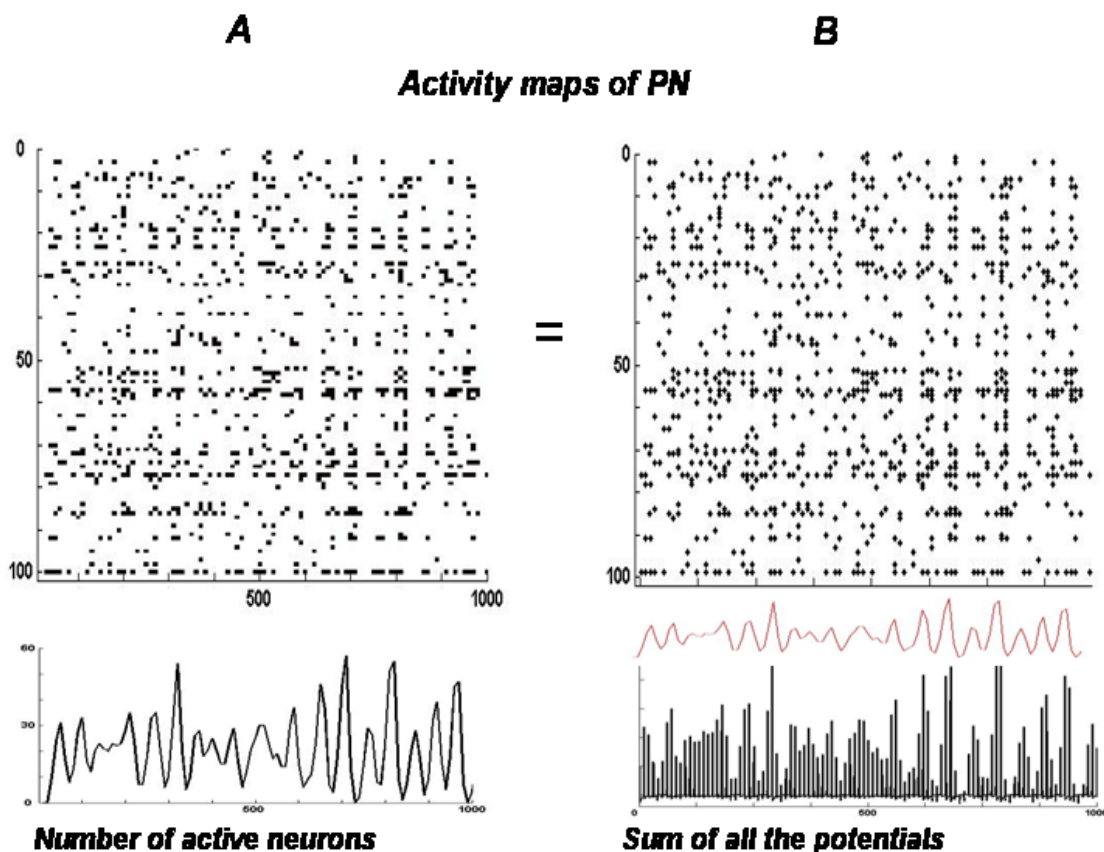 A B
Activity maps of PN
0 0
50 = 50
100 100
500 1000
60
30
0
500 1000 0 500 1000
Number of active neurons Sum of all the potentials